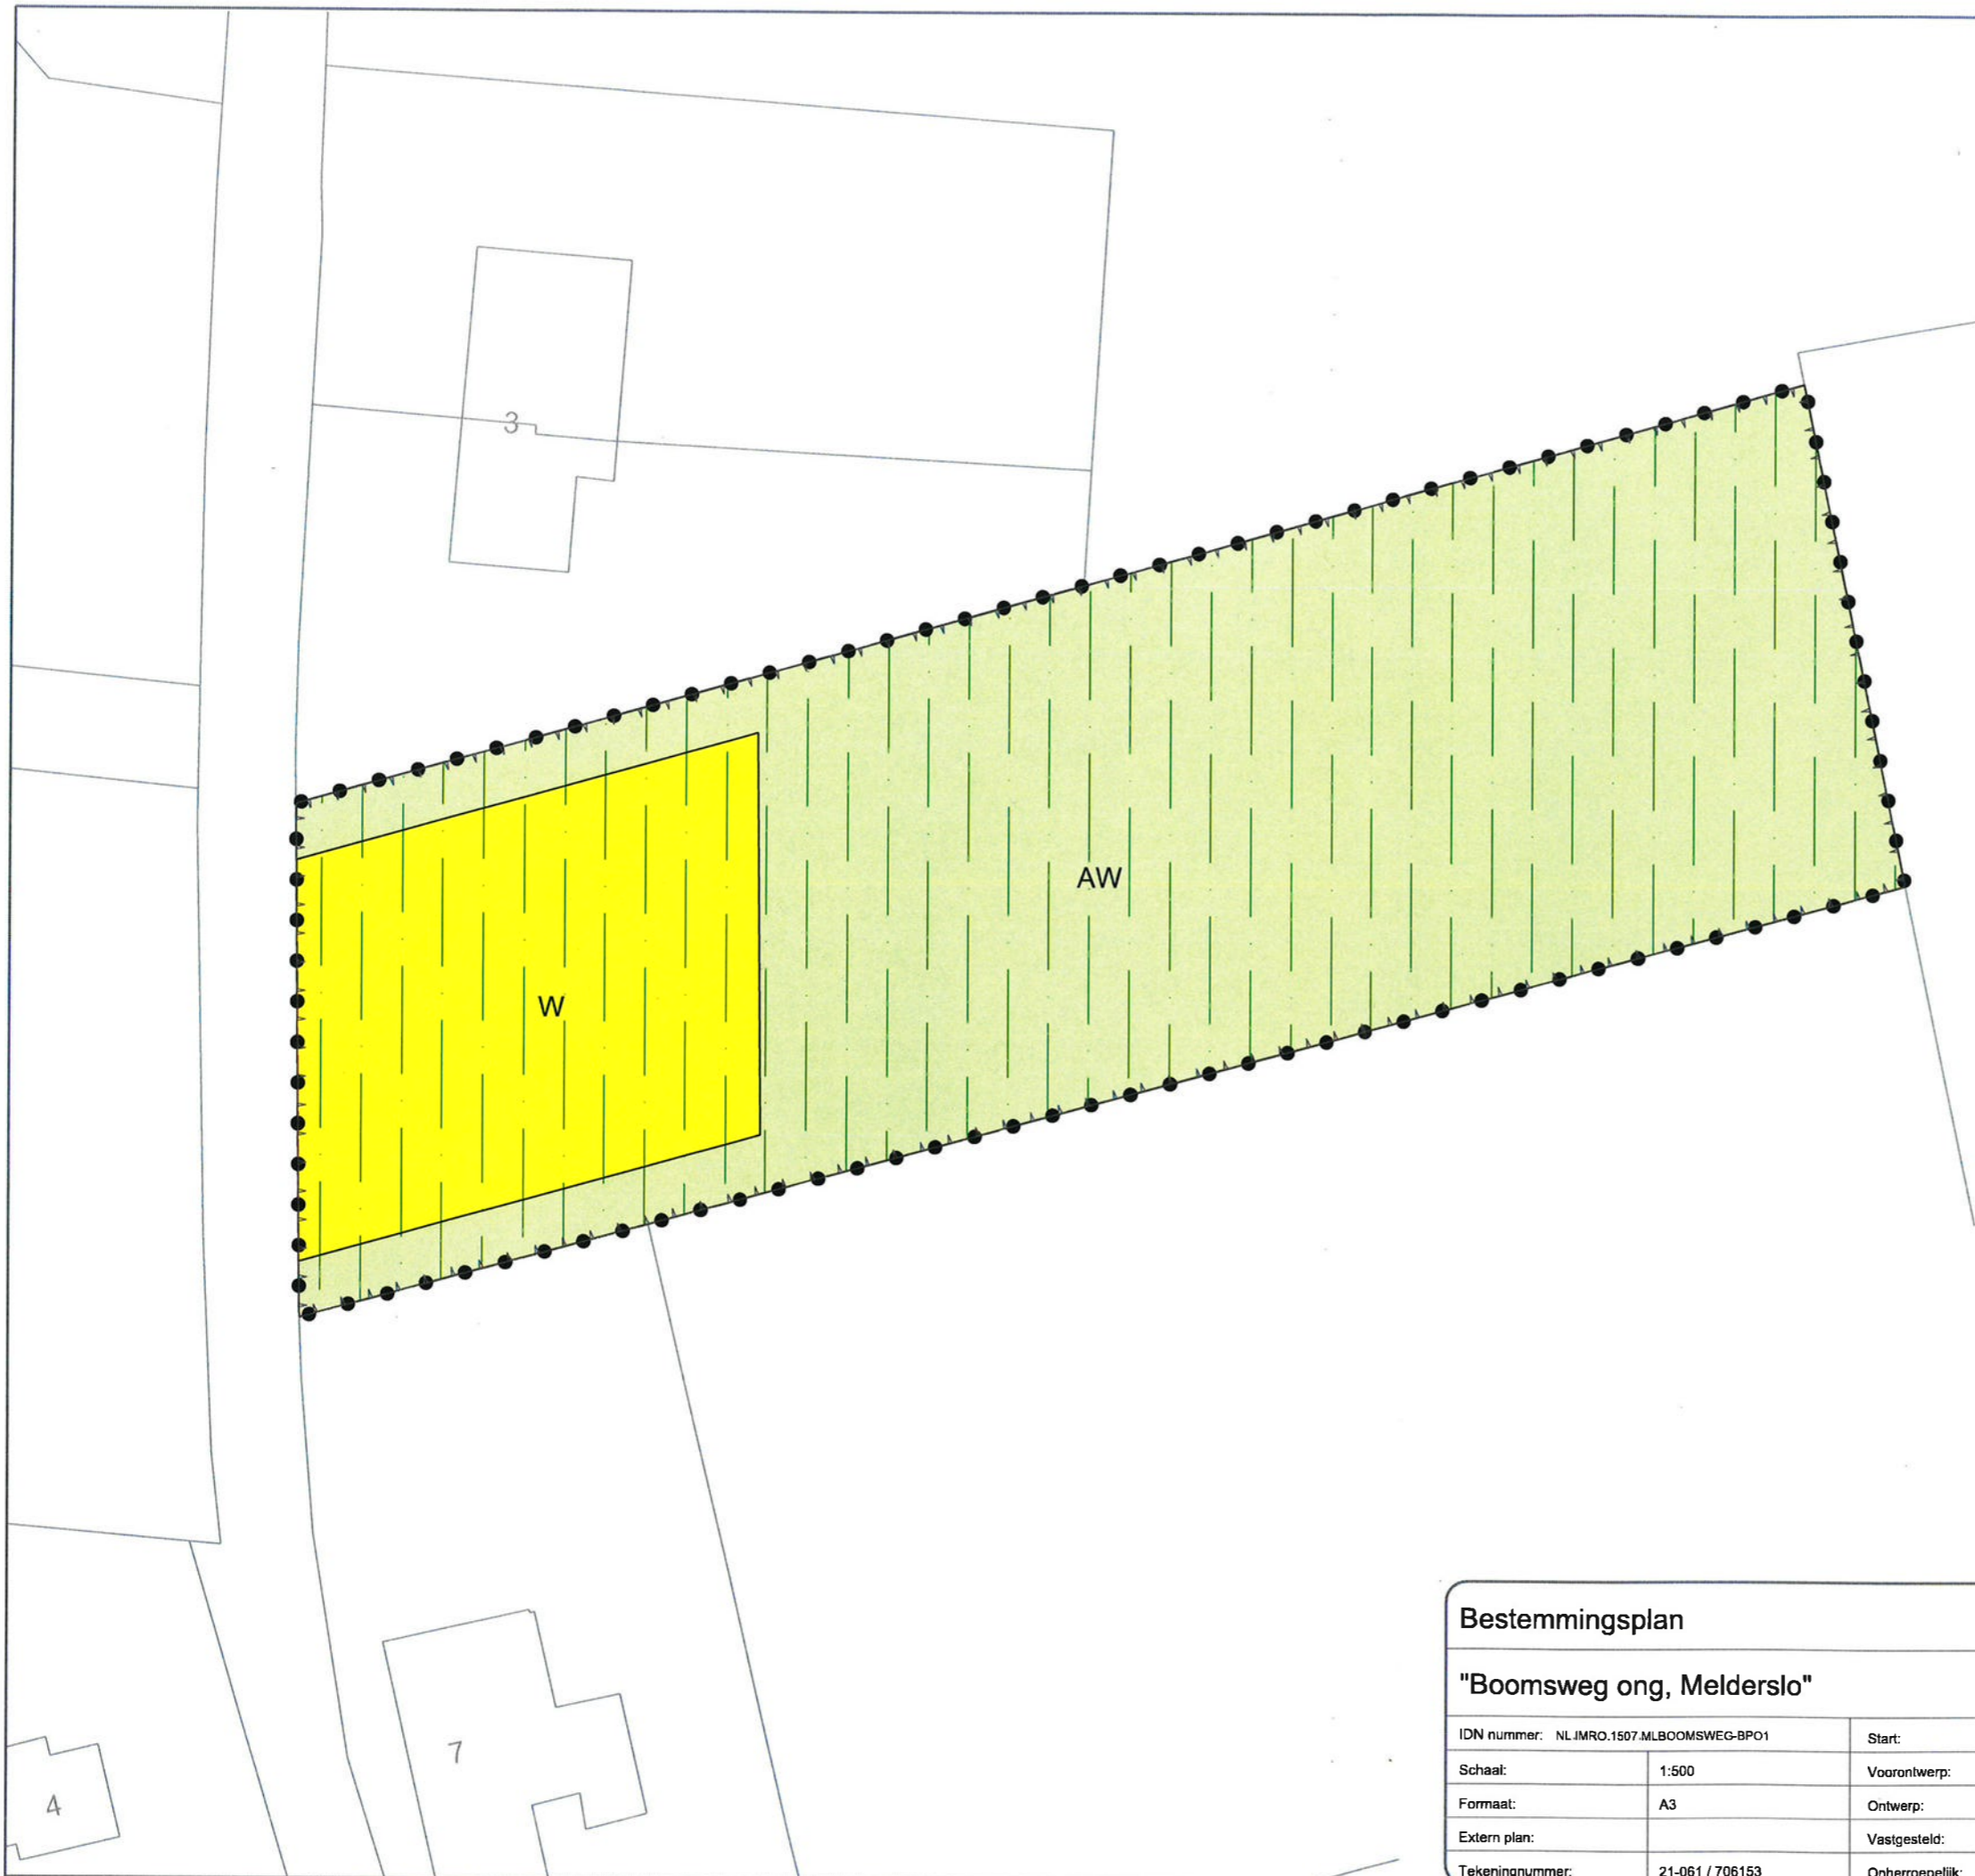 3
AW
W
7
4
Bestemmingsplan
"Boomsweg ong, Melderslo"
IDN nummer: NL.IMRO.1507.MLBOOMSWEG-BPO1 Start:
Schaal: 1:500 Voorontwerp:
Formaat: A3 Ontwerp:
Extern plan: Vastgesteld:
Tekeningnummer: 21-061 / 706153 Onherroepelijk: